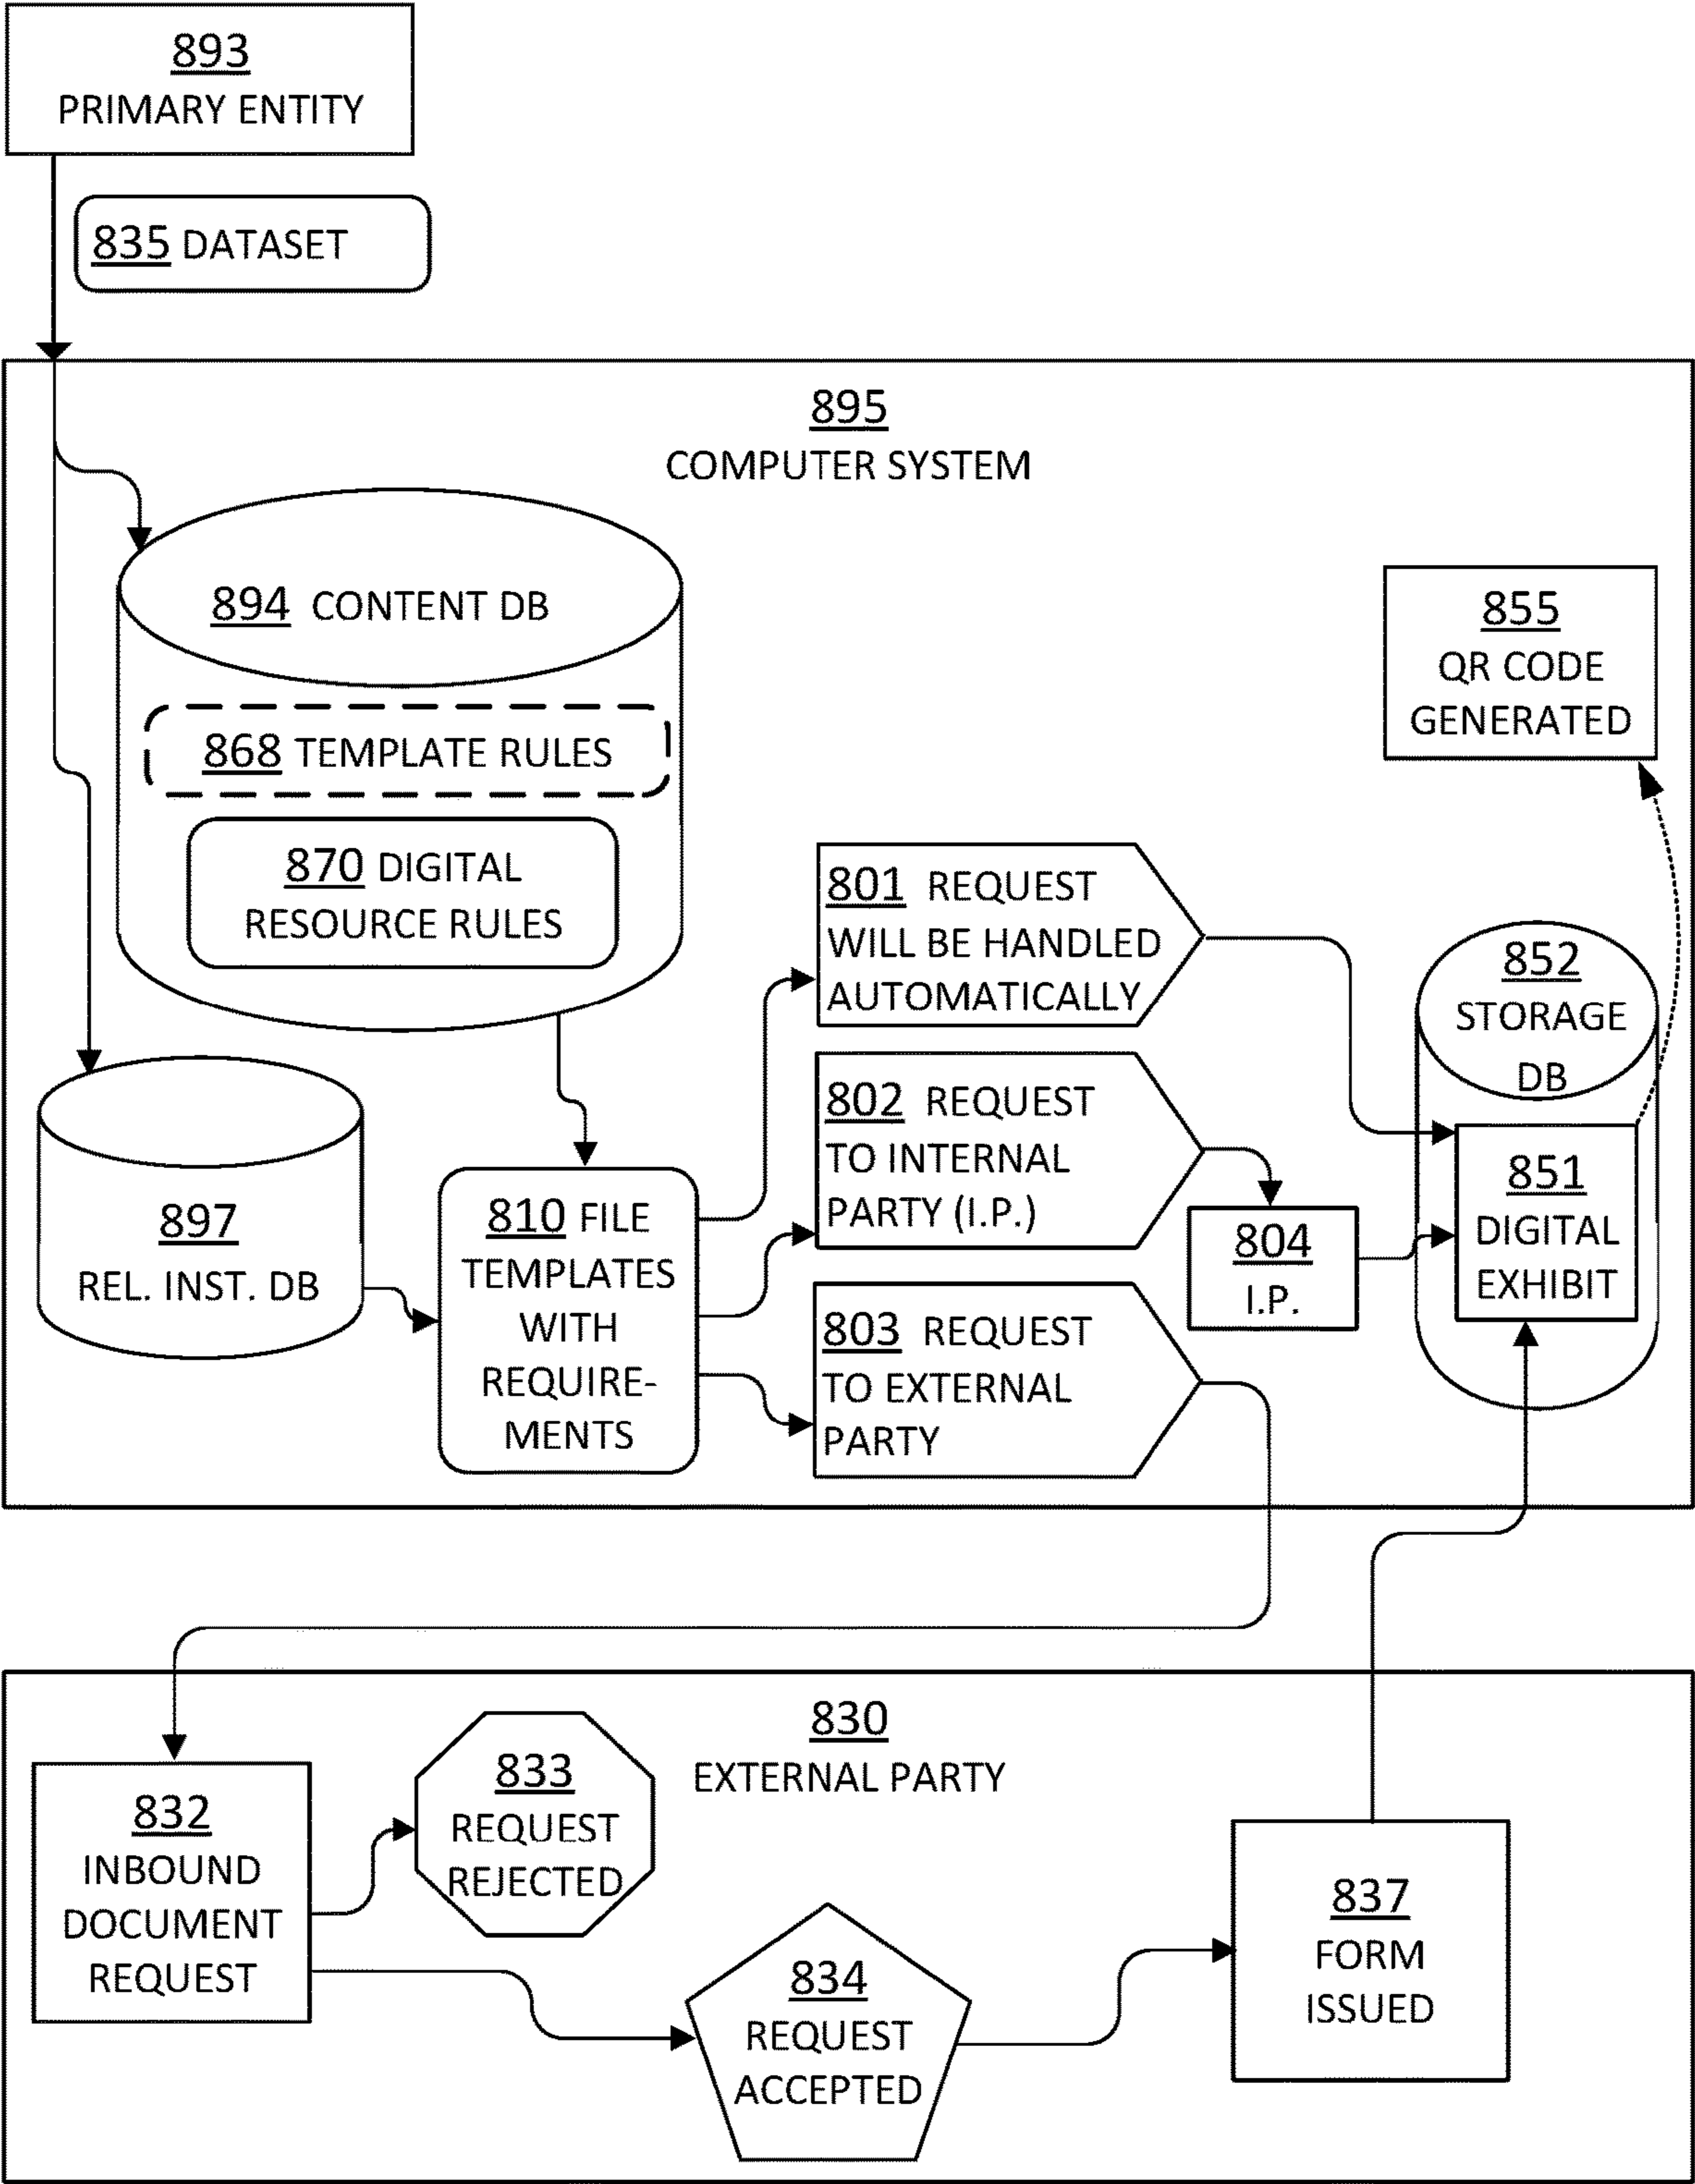 893
PRIMARY ENTITY
835 DATASET
895
COMPUTER SYSTEM
894 CONTENT DB
868 TEMPLATE RULES
870 DIGITAL
RESOURCE RULES
855
QR CODE
GENERATED
801 REQUEST
WILL BE HANDLED
AUTOMATICALLY
852
STORAGE
DB
802 REQUEST
TO INTERNAL
PARTY (I.P.)
851
DIGITAL
EXHIBIT
897
REL. INST. DB
810 FILE
TEMPLATES
WITH
REQUIRE-
MENTS
804
I.P.
803 REQUEST
TO EXTERNAL
PARTY
830
EXTERNAL PARTY
832
INBOUND
DOCUMENT
REQUEST
833
REQUEST
REJECTED
834
REQUEST
ACCEPTED
837
FORM
ISSUED